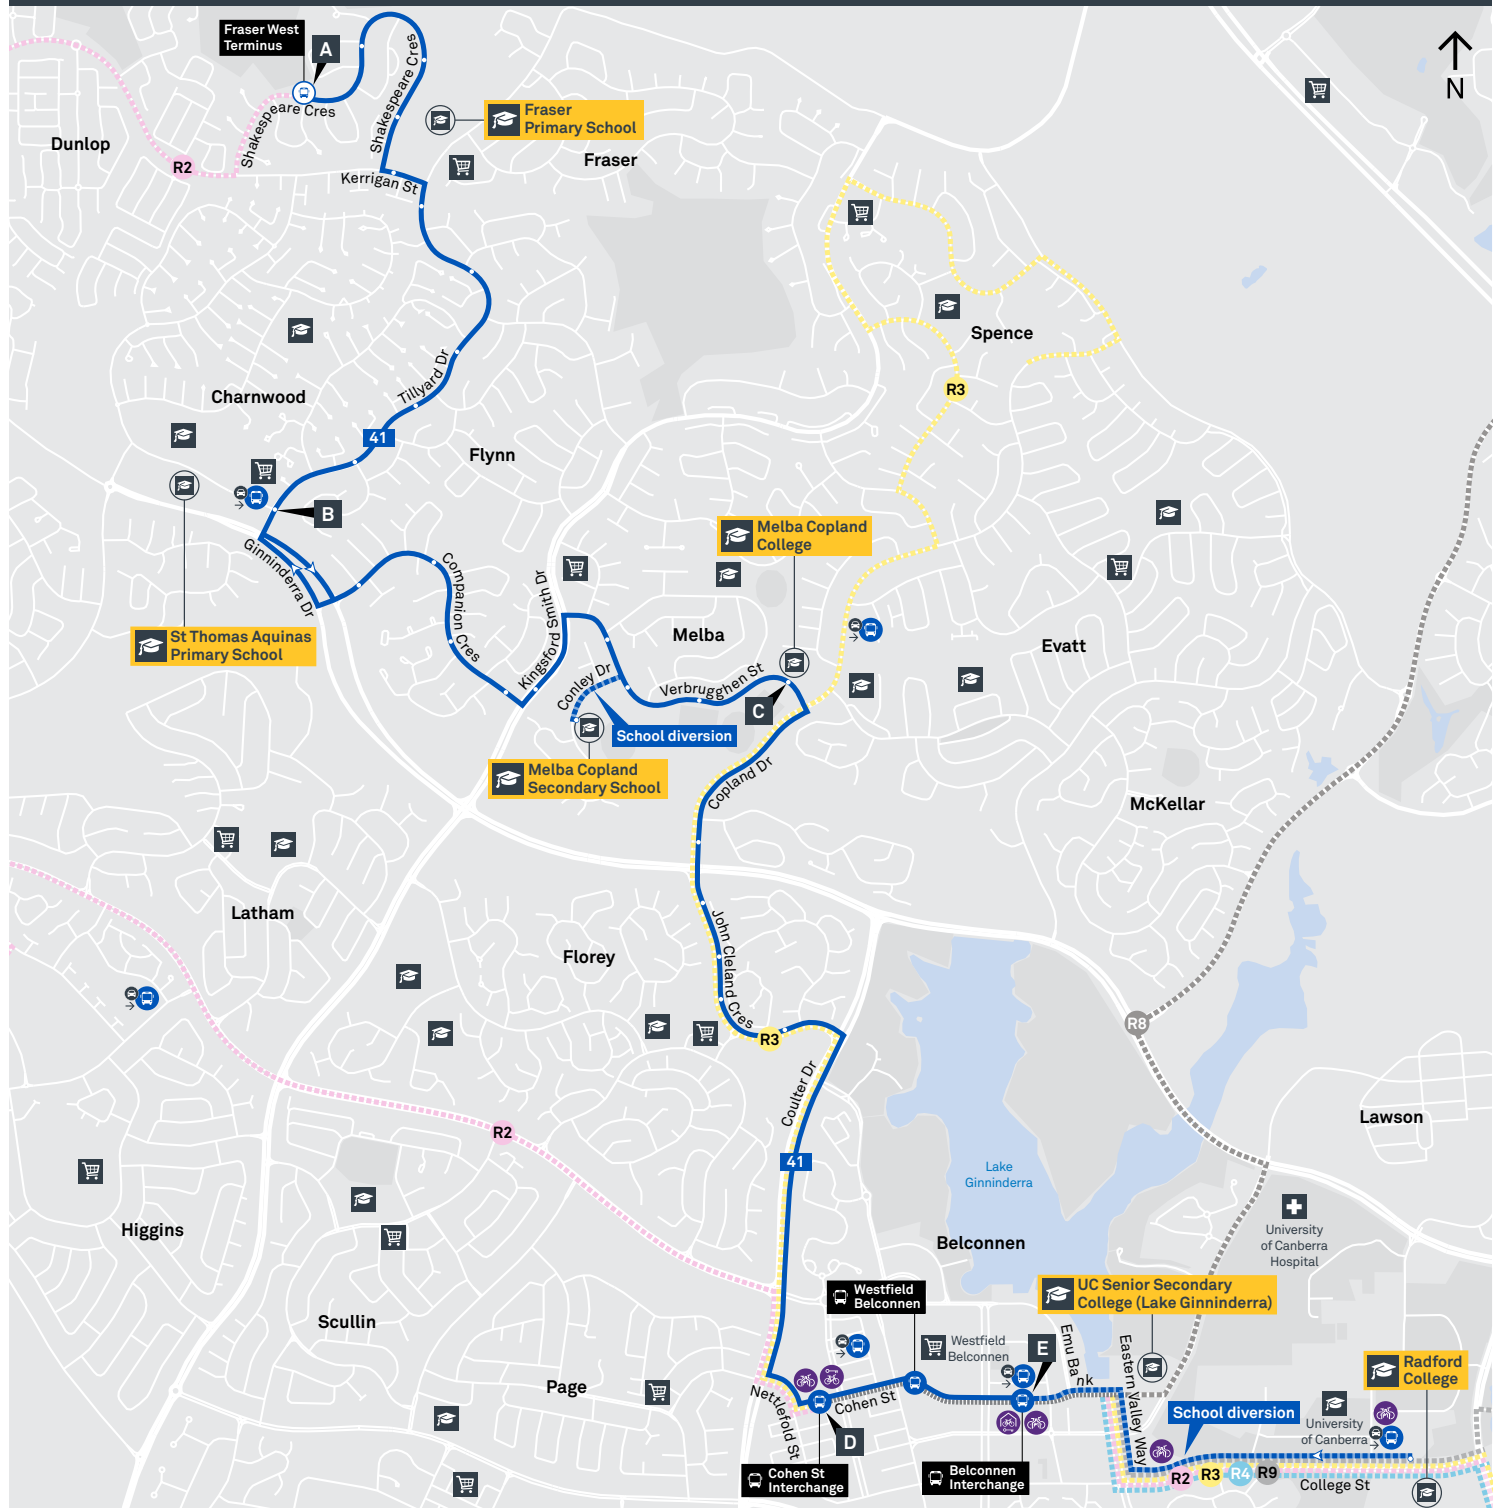 Fraser West
Terminus
A
Shakespeare Cres
Shakespeare Cres
N
Fraser
Primary School
Dunlop
R2
Kerrigan St
Fraser
Spence
R3
Tillyard Dr
Charnwood
41
Flynn
B
Ginninderra Dr
Companion Cres
Kingsford Smith Dr
Melba Copland
College
St Thomas Aquinas
Primary School
Melba
Evatt
Conley Dr
Verbrugghen St
C
School diversion
Melba Copland
Secondary School
Copland Dr
McKellar
Latham
Florey
John Cleland Cres
R3
R8
Coulter Dr
Lawson
R2
41
Lake
Ginninderra
Higgins
Belconnen
University
of Canberra
Hospital
Westfield
Belconnen
UC Senior Secondary
College (Lake Ginninderra)
Scullin
Westfield
Belconnen
E
Emu Bank
Eastern Valley Way
Radford
College
Page
Nettlefold St
Cohen St
D
School diversion
University
of Canberra
Cohen St
Interchange
Belconnen
Interchange
R2
R3
R4
R9
College St